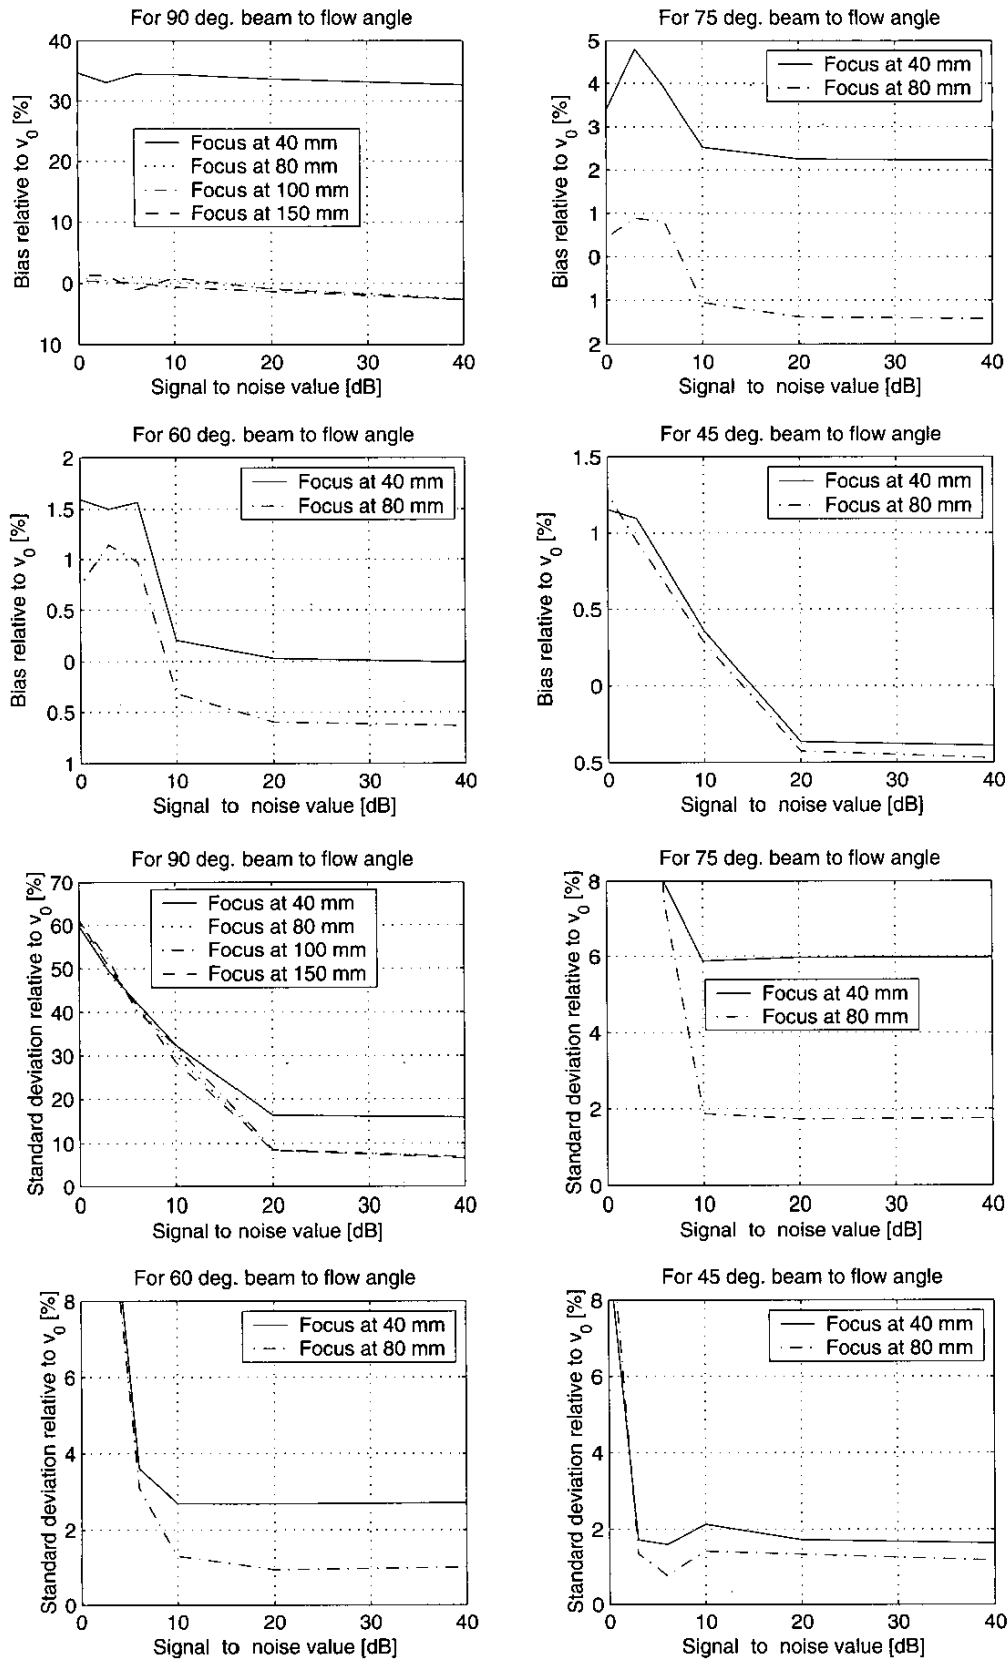 For 90 deg. beam to flow angle
Bias relative to v0 [%]
40
30
20
10
0
10
Focus at 40 mm
Focus at 80 mm
Focus at 100 mm
Focus at 150 mm
0 10 20 30 40
Signal to noise value [dB]
For 75 deg. beam to flow angle
Bias relative to v0 [%]
5
4
3
2
1
0
1
2
Focus at 40 mm
Focus at 80 mm
0 10 20 30 40
Signal to noise value [dB]
For 60 deg. beam to flow angle
Bias relative to v0 [%]
2
1.5
1
0.5
0
0.5
1
Focus at 40 mm
Focus at 80 mm
0 10 20 30 40
Signal to noise value [dB]
For 45 deg. beam to flow angle
Bias relative to v0 [%]
1.5
1
0.5
0
0.5
Focus at 40 mm
Focus at 80 mm
0 10 20 30 40
Signal to noise value [dB]
For 90 deg. beam to flow angle
Standard deviation relative to v0 [%]
70
60
50
40
30
20
10
0
Focus at 40 mm
Focus at 80 mm
Focus at 100 mm
Focus at 150 mm
0 10 20 30 40
Signal to noise value [dB]
For 75 deg. beam to flow angle
Standard deviation relative to v0 [%]
8
6
4
2
0
Focus at 40 mm
Focus at 80 mm
0 10 20 30 40
Signal to noise value [dB]
For 60 deg. beam to flow angle
Standard deviation relative to v0 [%]
8
6
4
2
0
Focus at 40 mm
Focus at 80 mm
0 10 20 30 40
Signal to noise value [dB]
For 45 deg. beam to flow angle
Standard deviation relative to v0 [%]
8
6
4
2
0
Focus at 40 mm
Focus at 80 mm
0 10 20 30 40
Signal to noise value [dB]